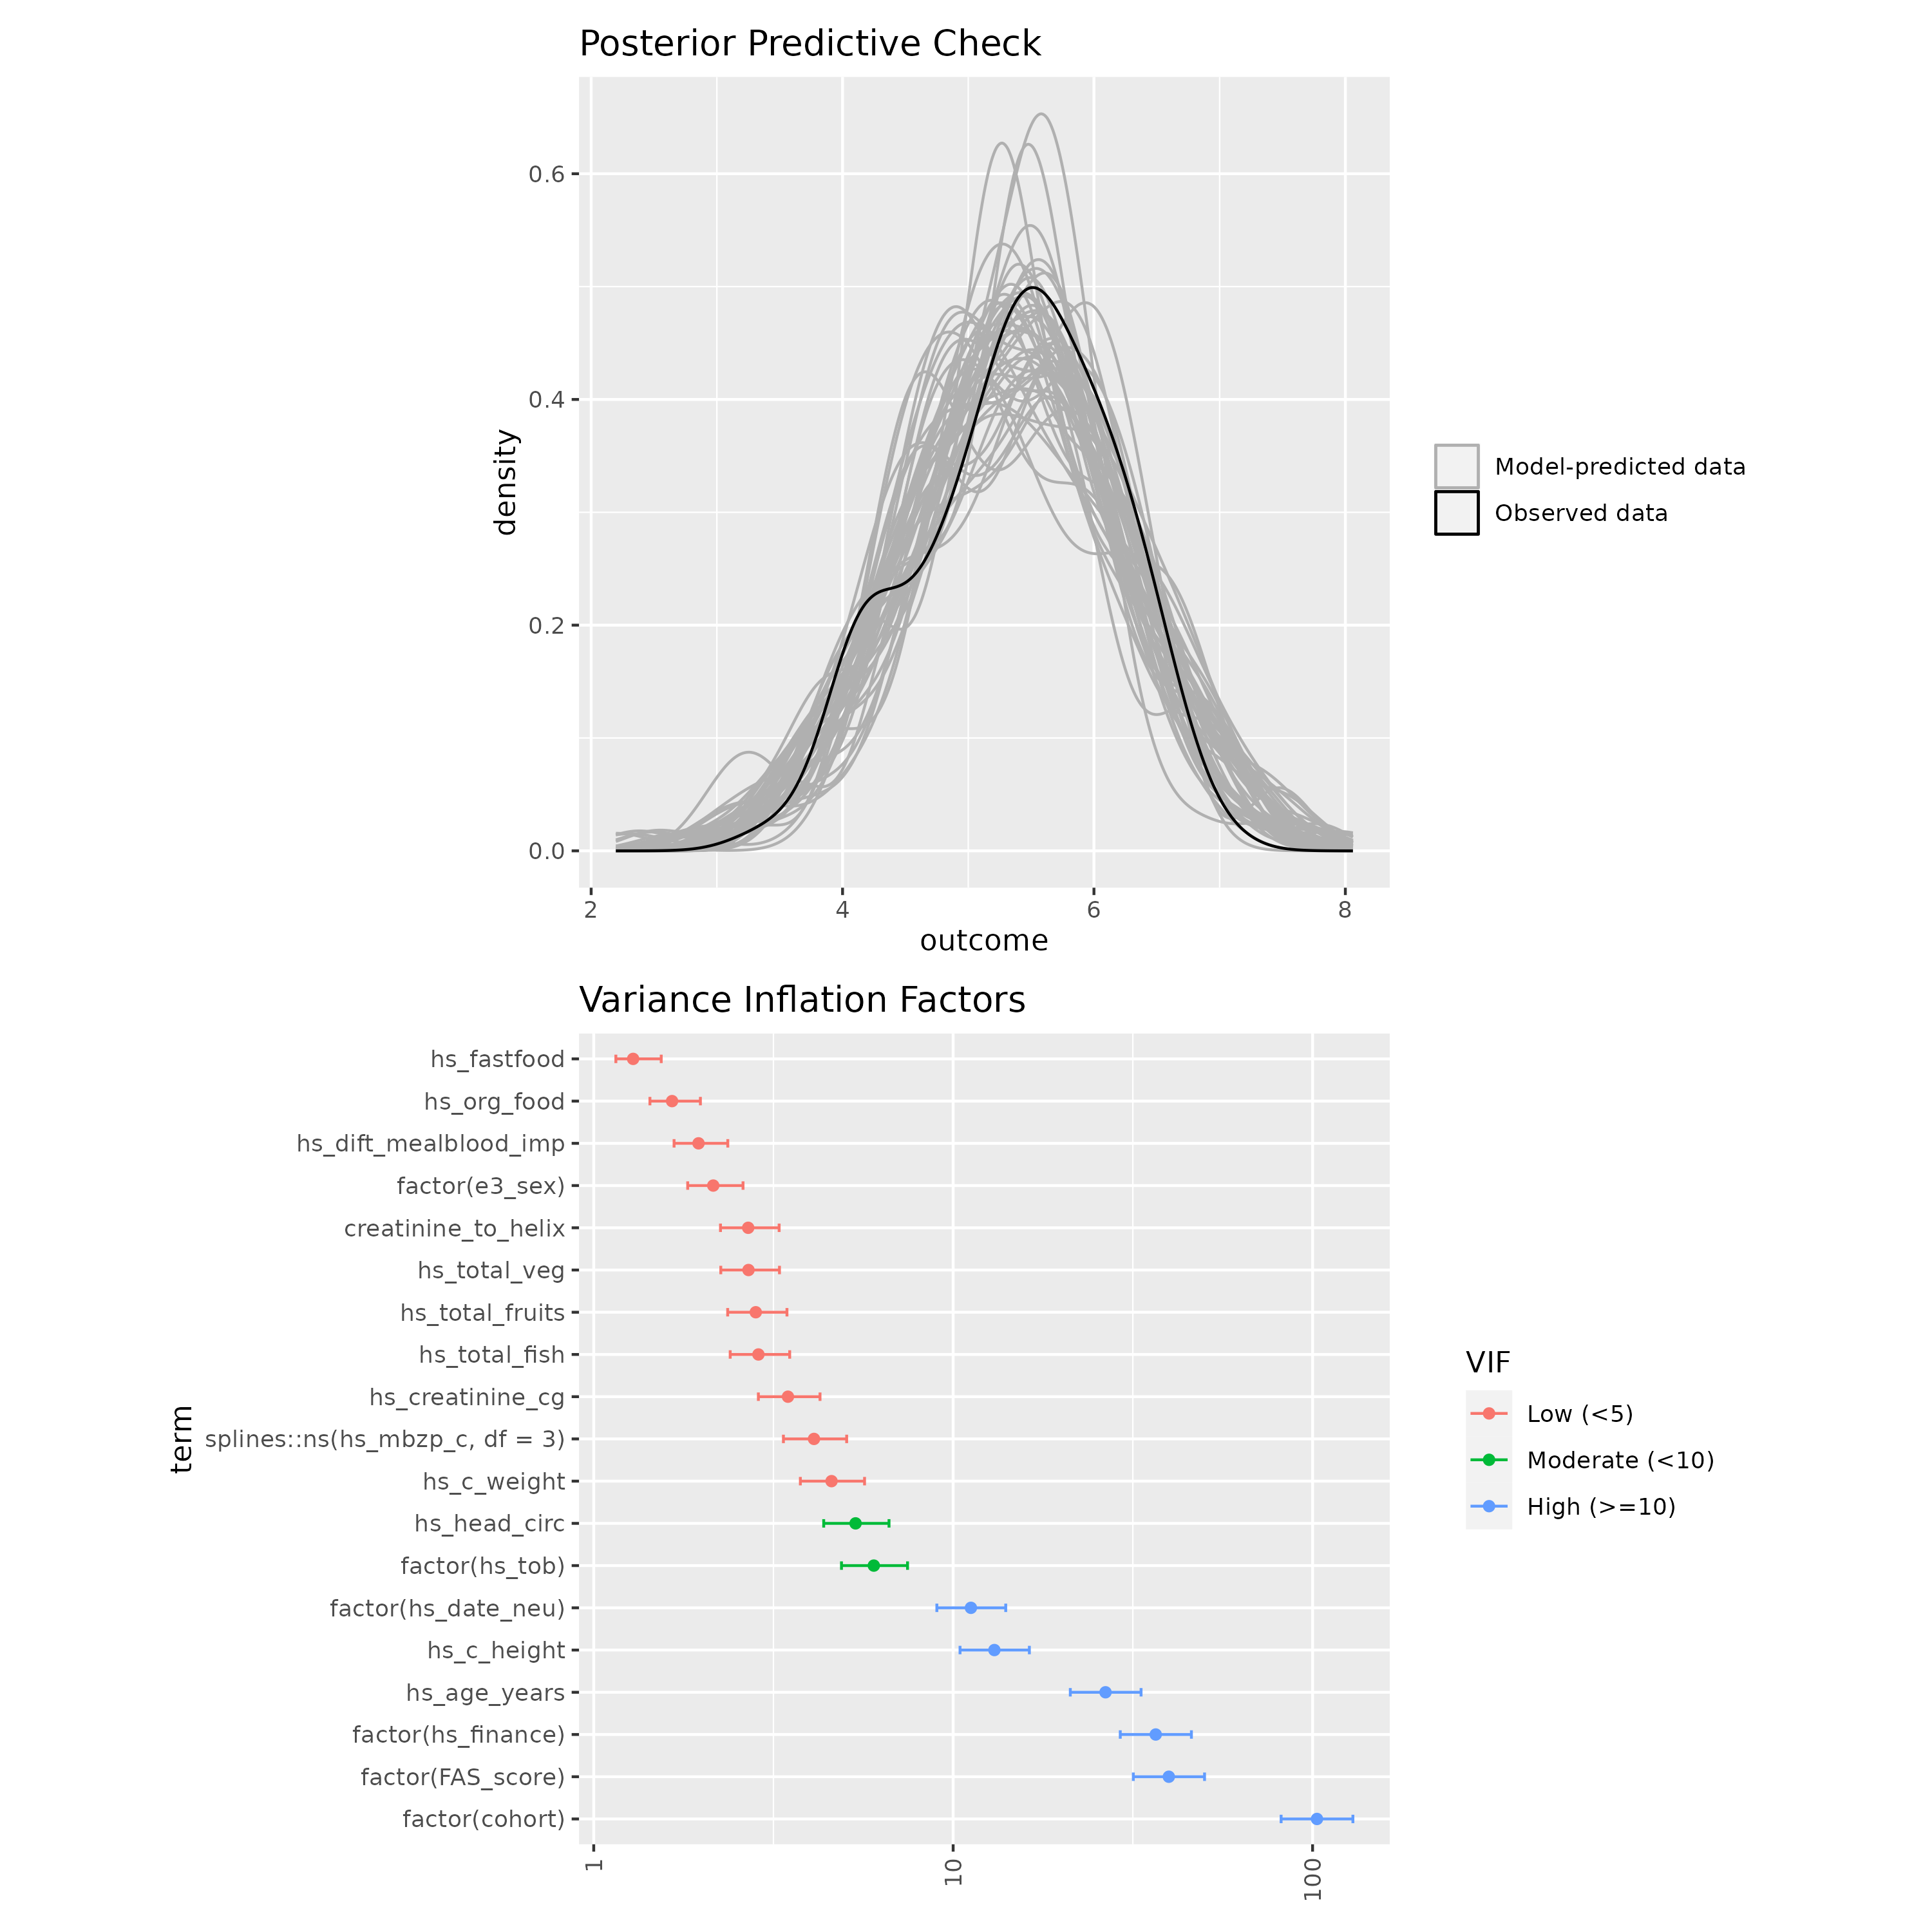 Posterior Predictive Check
0.6
0.4
0.2
0.0
density
2
4
6
8
outcome
Model-predicted data
Observed data
Variance Inflation Factors
hs_fastfood
hs_org_food
hs_dift_mealblood_imp
factor(e3_sex)
creatinine_to_helix
hs_total_veg
hs_total_fruits
hs_total_fish
hs_creatinine_cg
splines::ns(hs_mbzp_c, df = 3)
hs_c_weight
hs_head_circ
factor(hs_tob)
factor(hs_date_neu)
hs_c_height
hs_age_years
factor(hs_finance)
factor(FAS_score)
factor(cohort)
term
1
10
100
VIF
Low (<5)
Moderate (<10)
High (>=10)